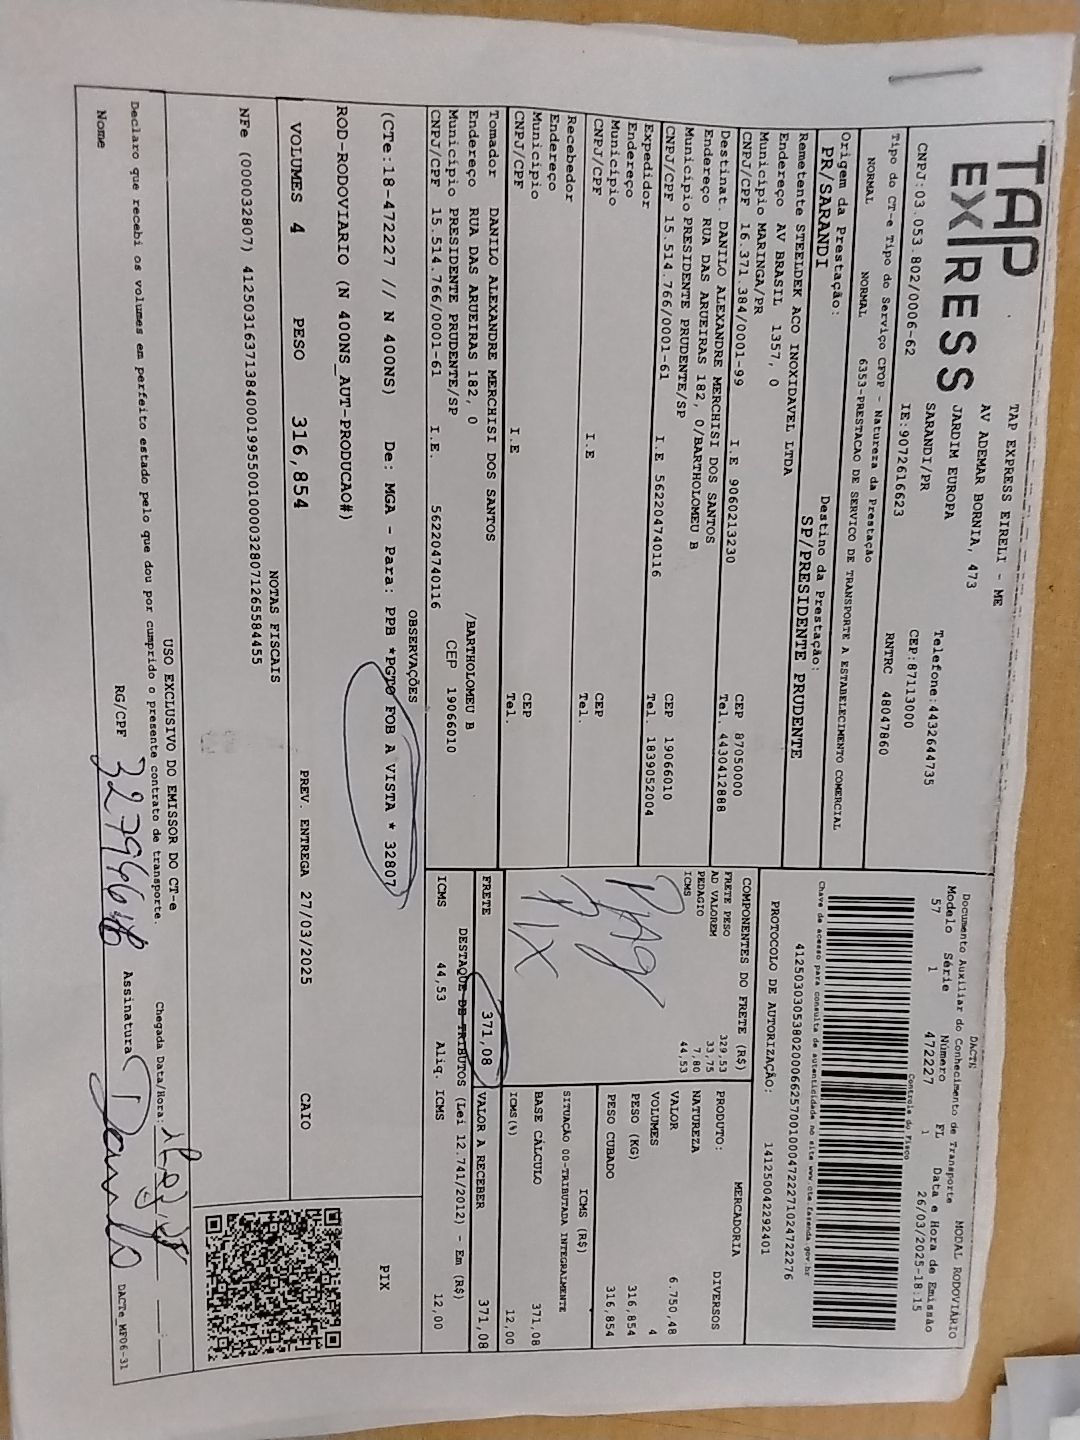 TAP
EXPRESS
TAP EXPRESS EIRELI - ME
AV ADEMAR BORNIA, 473
JARDIM EUROPA
SARANDI/PR
Telefone:4432644735
CEP:87113000
CNPJ:03.053.802/0006-62
IE:9072616623
RNTRC 48047860
DACTE
Documento Auxiliar do Conhecimento de Transporte
MODAL RODOVIÁRIO
Modelo Série Número FL Data e Hora de Emissão
57 1 472227 1 26/03/2025-18:15
Controle do Fisco
Chave de acesso para consulta de autenticidade no site www.cte.fazenda.gov.br
41250303053802000662570010004722271024722276
PROTOCOLO DE AUTORIZAÇÃO: 141250042292401
Tipo do CT-e Tipo do Serviço CFOP - Natureza da Prestação
NORMAL NORMAL 6353-PRESTACAO DE SERVICO DE TRANSPORTE A ESTABELECIMENTO COMERCIAL
Origem da Prestação: Destino da Prestação:
PR/SARANDI SP/PRESIDENTE PRUDENTE
Remetente STEELDEK ACO INOXIDAVEL LTDA
Endereço AV BRASIL 1357, 0
Município MARINGA/PR CEP 87050000
CNPJ/CPF 16.371.384/0001-99 I.E 9060213230 Tel. 4430412888
Destinat. DANILO ALEXANDRE MERCHISI DOS SANTOS
Endereço RUA DAS ARUEIRAS 182, 0/BARTHOLOMEU B
Município PRESIDENTE PRUDENTE/SP CEP 19066010
CNPJ/CPF 15.514.766/0001-61 I.E 562204740116 Tel. 1839052004
Expedidor
Endereço
Município CEP
CNPJ/CPF I.E Tel.
Recebedor
Endereço
Município CEP
CNPJ/CPF I.E Tel.
Tomador DANILO ALEXANDRE MERCHISI DOS SANTOS
Endereço RUA DAS ARUEIRAS 182, 0 /BARTHOLOMEU B
Município PRESIDENTE PRUDENTE/SP CEP 19066010
CNPJ/CPF 15.514.766/0001-61 I.E. 562204740116
COMPONENTES DO FRETE (R$)
FRETE PESO 329,53
AD VALOREM 33,75
PEDAGIO 7,80
ICMS 44,53
PAg
PIX
MERCADORIA
PRODUTO: DIVERSOS
NATUREZA
VALOR 6.750,48
VOLUMES 4
PESO (KG) 316,854
PESO CUBADO 316,854
ICMS (R$)
SITUAÇÃO 00-TRIBUTADA INTEGRALMENTE
BASE CÁLCULO 371,08
ICMS(%) 12,00
FRETE 371,08 VALOR A RECEBER 371,08
DESTAQUE DE TRIBUTOS (Lei 12.741/2012) - Em (R$)
ICMS 44,53 Aliq. ICMS 12,00
OBSERVAÇÕES
(CTe:18-472227 // N 400NS) De: MGA - Para: PPB *PGTO FOB A VISTA * 32807
ROD-RODOVIARIO (N 400NS_AUT-PRODUCAO#)
PIX
VOLUMES 4 PESO 316,854 PREV. ENTREGA 27/03/2025 CAIO
NOTAS FISCAIS
NFe (000032807) 41250316371384000199550010000328071265584455
USO EXCLUSIVO DO EMISSOR DO CT-e
Declaro que recebi os volumes em perfeito estado pelo que dou por cumprido o presente contrato de transporte.
Chegada Data/Hora:
Nome RG/CPF Assinatura Danilo
DACTe MF06-31